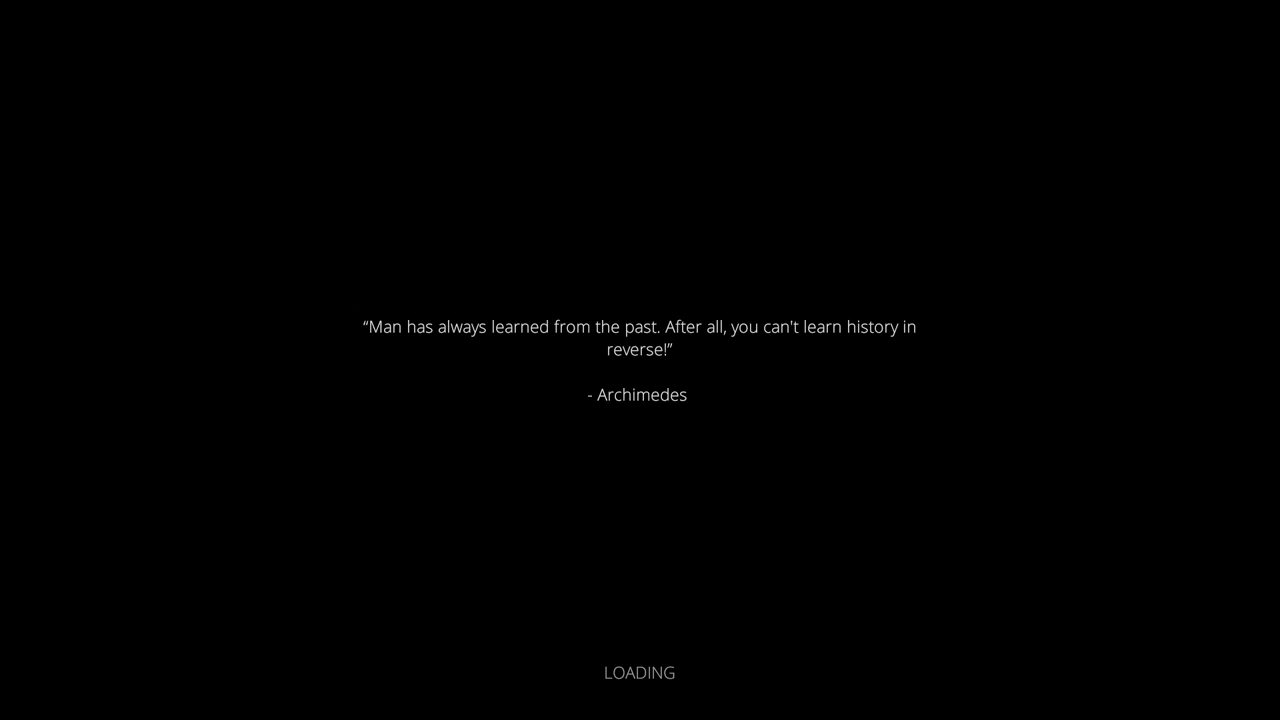 “Man has always learned from the past. After all, you can't learn history in
reverse!”
- Archimedes
LOADING